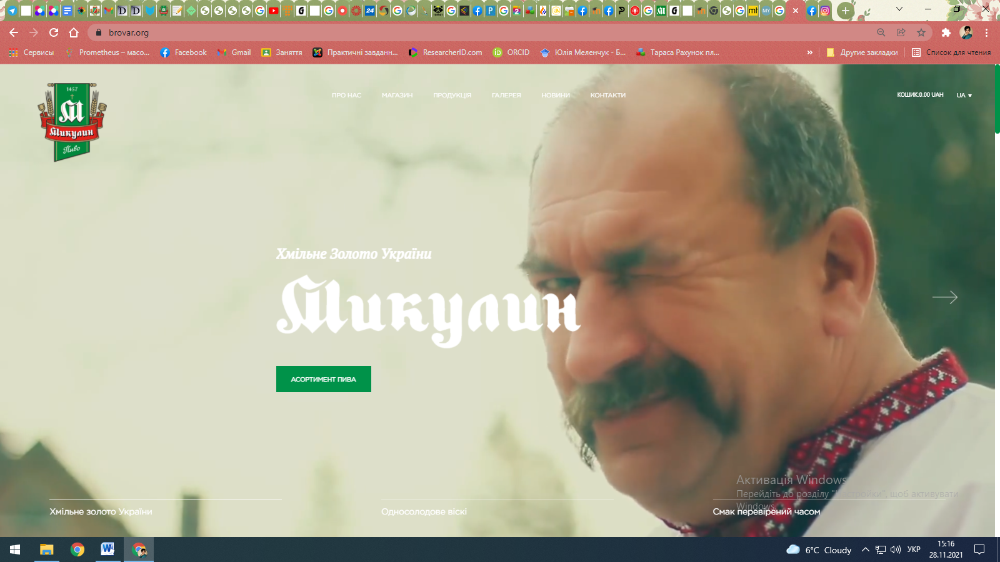 brovar.org
Сервисы
Prometheus – масо...
Facebook
Gmail
Заняття
Практичні завданн...
ResearcherID.com
ORCID
Юлія Меленчук - Б...
Тараса Рахунок пл...
»
Другие закладки
Список для чтения
1457
Микулин
Пиво
ПРО НАС
МАГАЗИН
ПРОДУКЦІЯ
ГАЛЕРЕЯ
НОВИНИ
КОНТАКТИ
КОШИК:0.00 UAH
UA
Хмільне Золото України
Микулин
АСОРТИМЕНТ ПИВА
Активація Windows
Перейдіть до розділу "Настройки", щоб активувати
Windows.
Хмільне золото України
Односолодове віскі
Смак перевірений часом
6°C Cloudy
УКР
15:16
28.11.2021